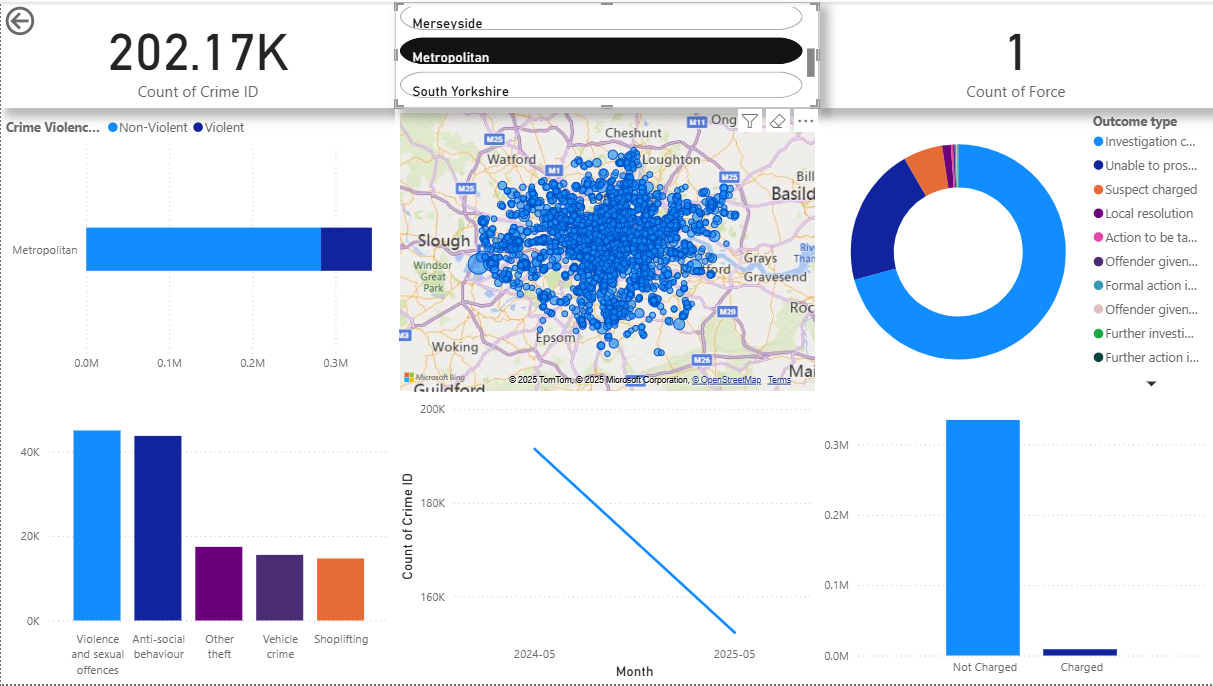 202.17K
Count of Crime ID
Merseyside
Metropolitan
South Yorkshire
1
Count of Force
Crime Violenc... Non-Violent Violent
Metropolitan
0.0M 0.1M 0.2M 0.3M
M11 Ong
M25 Cheshunt
Watford M1 Loughton
M25 M25 Bill
Basild
Slough
Windsor
Great
Park
Grays
Gravesend
Rive
Than
ford
M20 Roc
M3 Epsom
Woking M26
Mai
Guildford
Microsoft Bing
© 2025 TomTom, © 2025 Microsoft Corporation, © OpenStreetMap Terms
Outcome type
Investigation c...
Unable to pros...
Suspect charged
Local resolution
Action to be ta...
Offender given...
Formal action i...
Offender given...
Further investi...
Further action i...
40K
20K
0K
Violence
and sexual
offences
Anti-social
behaviour
Other
theft
Vehicle
crime
Shoplifting
200K
180K
160K
Count of Crime ID
2024-05 2025-05
Month
0.3M
0.2M
0.1M
0.0M
Not Charged Charged